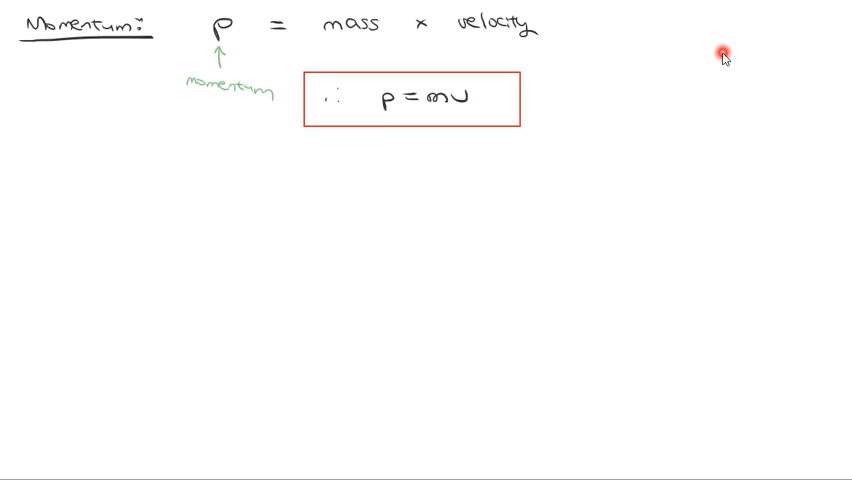 Momentum: p = mass × velocity
momentum
∴ p = mv